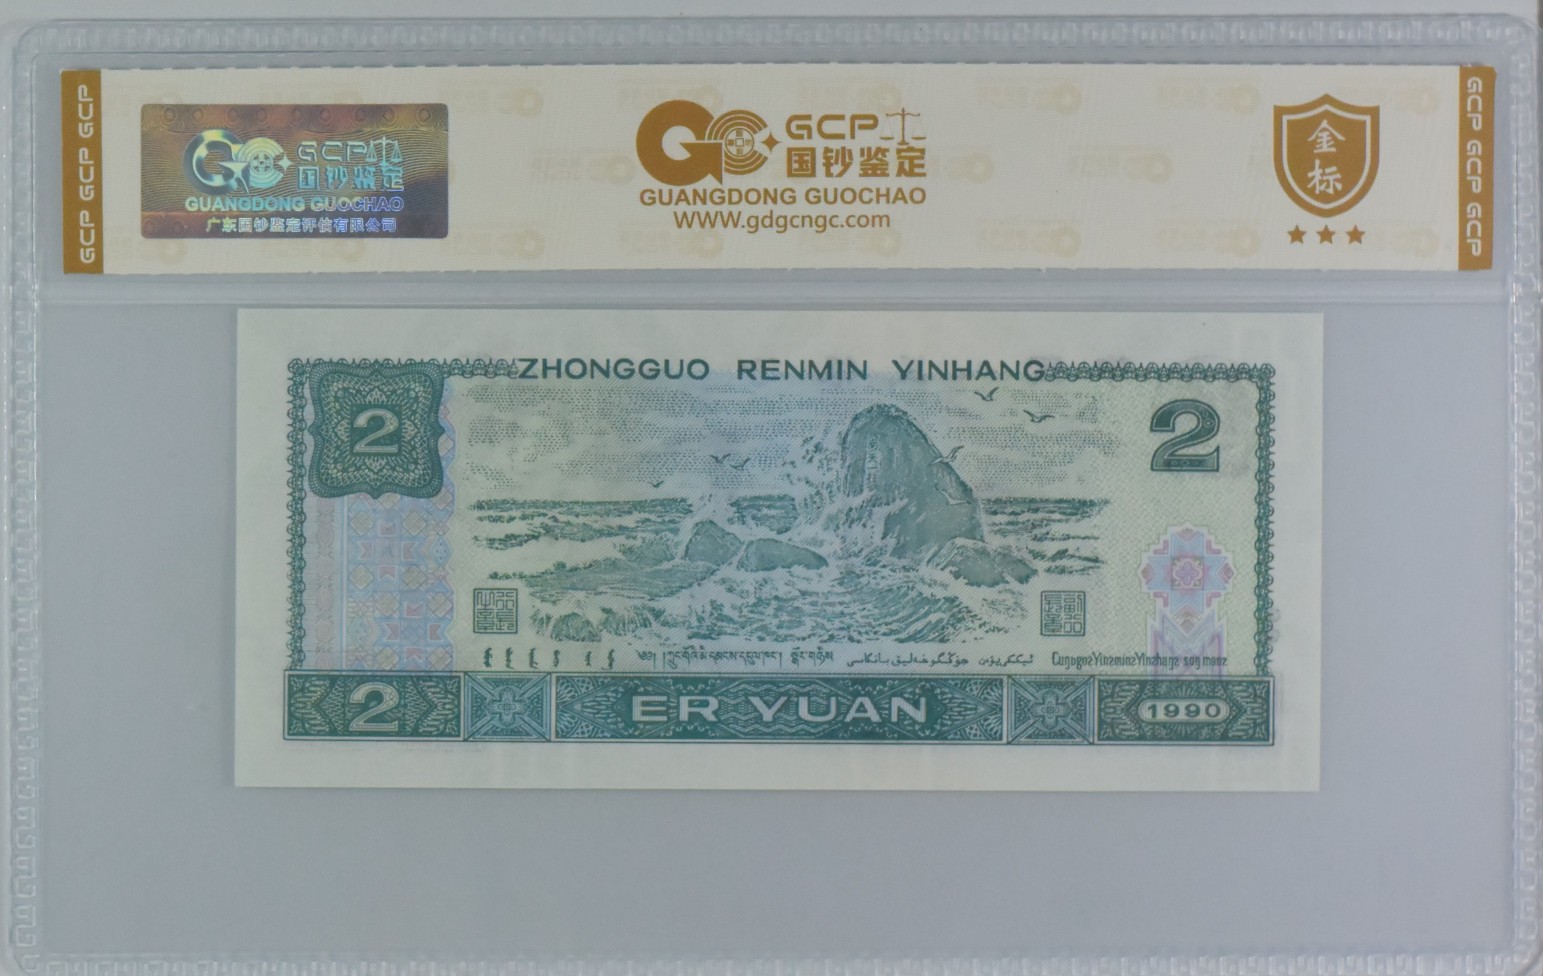 GCP GCP GCP
GCP 国钞鉴定
GUANGDONG GUOCHAO
广东国钞鉴定评估有限公司
GCP
国钞鉴定
GUANGDONG GUOCHAO
WWW.gdgcngc.com
金标
GCP GCP GCP
ZHONGGUO RENMIN YINHANG
2
2
2
ER YUAN
1990